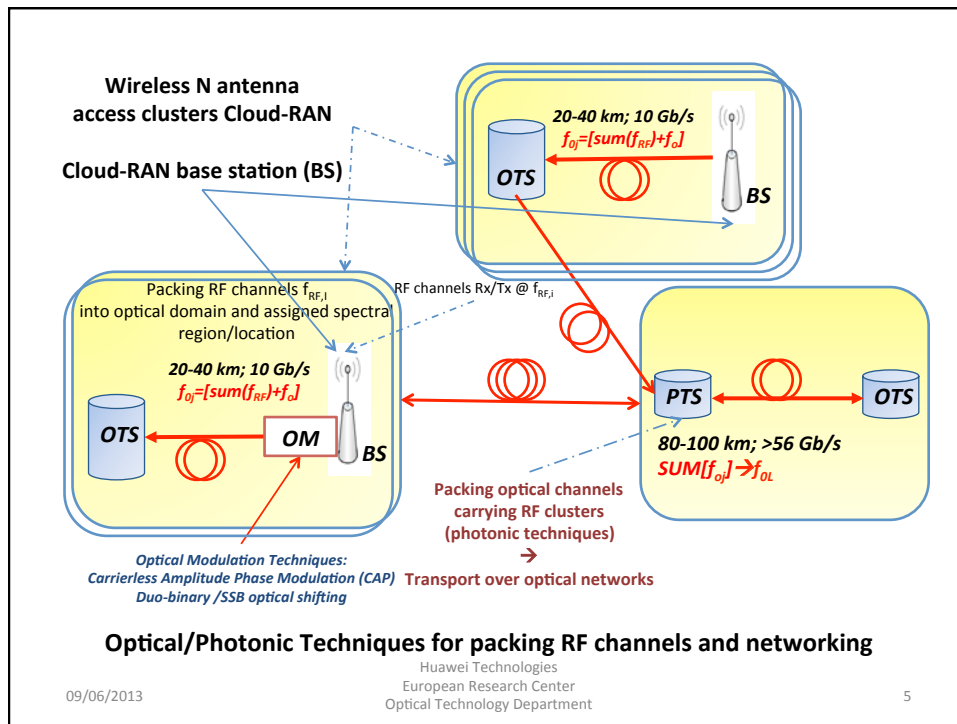 Wireless N antenna
access clusters Cloud-RAN
Cloud-RAN base station (BS)
20-40 km; 10 Gb/s
f0j=[sum(fRF)+fo]
OTS
BS
Packing RF channels fRF,I
into optical domain and assigned spectral
region/location
RF channels Rx/Tx @ fRF,i
20-40 km; 10 Gb/s
f0j=[sum(fRF)+fo]
OTS
OM
BS
PTS
OTS
80-100 km; >56 Gb/s
SUM[foj]→f0L
Packing optical channels
carrying RF clusters
(photonic techniques)
→
Transport over optical networks
Optical Modulation Techniques:
Carrierless Amplitude Phase Modulation (CAP)
Duo-binary /SSB optical shifting
Optical/Photonic Techniques for packing RF channels and networking
09/06/2013
Huawei Technologies
European Research Center
Optical Technology Department
5